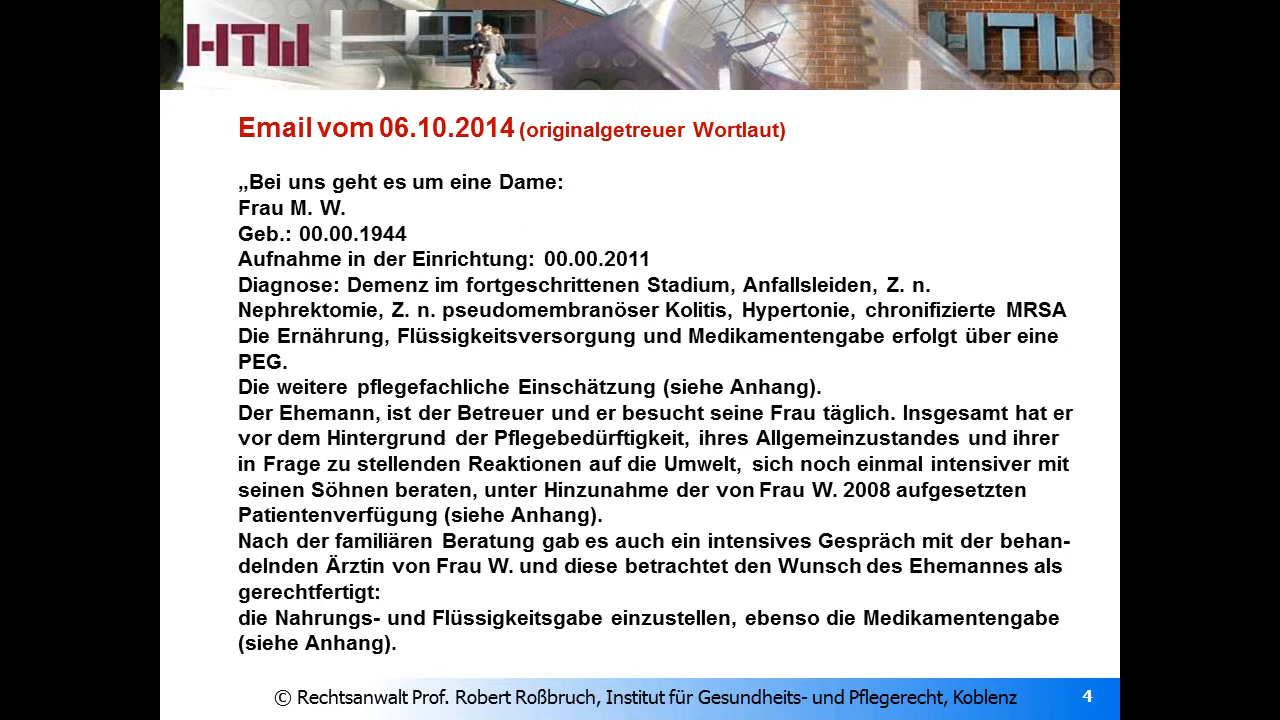 HTW
HTW
Email vom 06.10.2014 (originalgetreuer Wortlaut)
„Bei uns geht es um eine Dame:
Frau M. W.
Geb.: 00.00.1944
Aufnahme in der Einrichtung: 00.00.2011
Diagnose: Demenz im fortgeschrittenen Stadium, Anfallsleiden, Z. n.
Nephrektomie, Z. n. pseudomembranöser Kolitis, Hypertonie, chronifizierte MRSA
Die Ernährung, Flüssigkeitsversorgung und Medikamentengabe erfolgt über eine
PEG.
Die weitere pflegefachliche Einschätzung (siehe Anhang).
Der Ehemann, ist der Betreuer und er besucht seine Frau täglich. Insgesamt hat er
vor dem Hintergrund der Pflegebedürftigkeit, ihres Allgemeinzustandes und ihrer
in Frage zu stellenden Reaktionen auf die Umwelt, sich noch einmal intensiver mit
seinen Söhnen beraten, unter Hinzunahme der von Frau W. 2008 aufgesetzten
Patientenverfügung (siehe Anhang).
Nach der familiären Beratung gab es auch ein intensives Gespräch mit der behan-
delnden Ärztin von Frau W. und diese betrachtet den Wunsch des Ehemannes als
gerechtfertigt:
die Nahrungs- und Flüssigkeitsgabe einzustellen, ebenso die Medikamentengabe
(siehe Anhang).
© Rechtsanwalt Prof. Robert Roßbruch, Institut für Gesundheits- und Pflegerecht, Koblenz 4